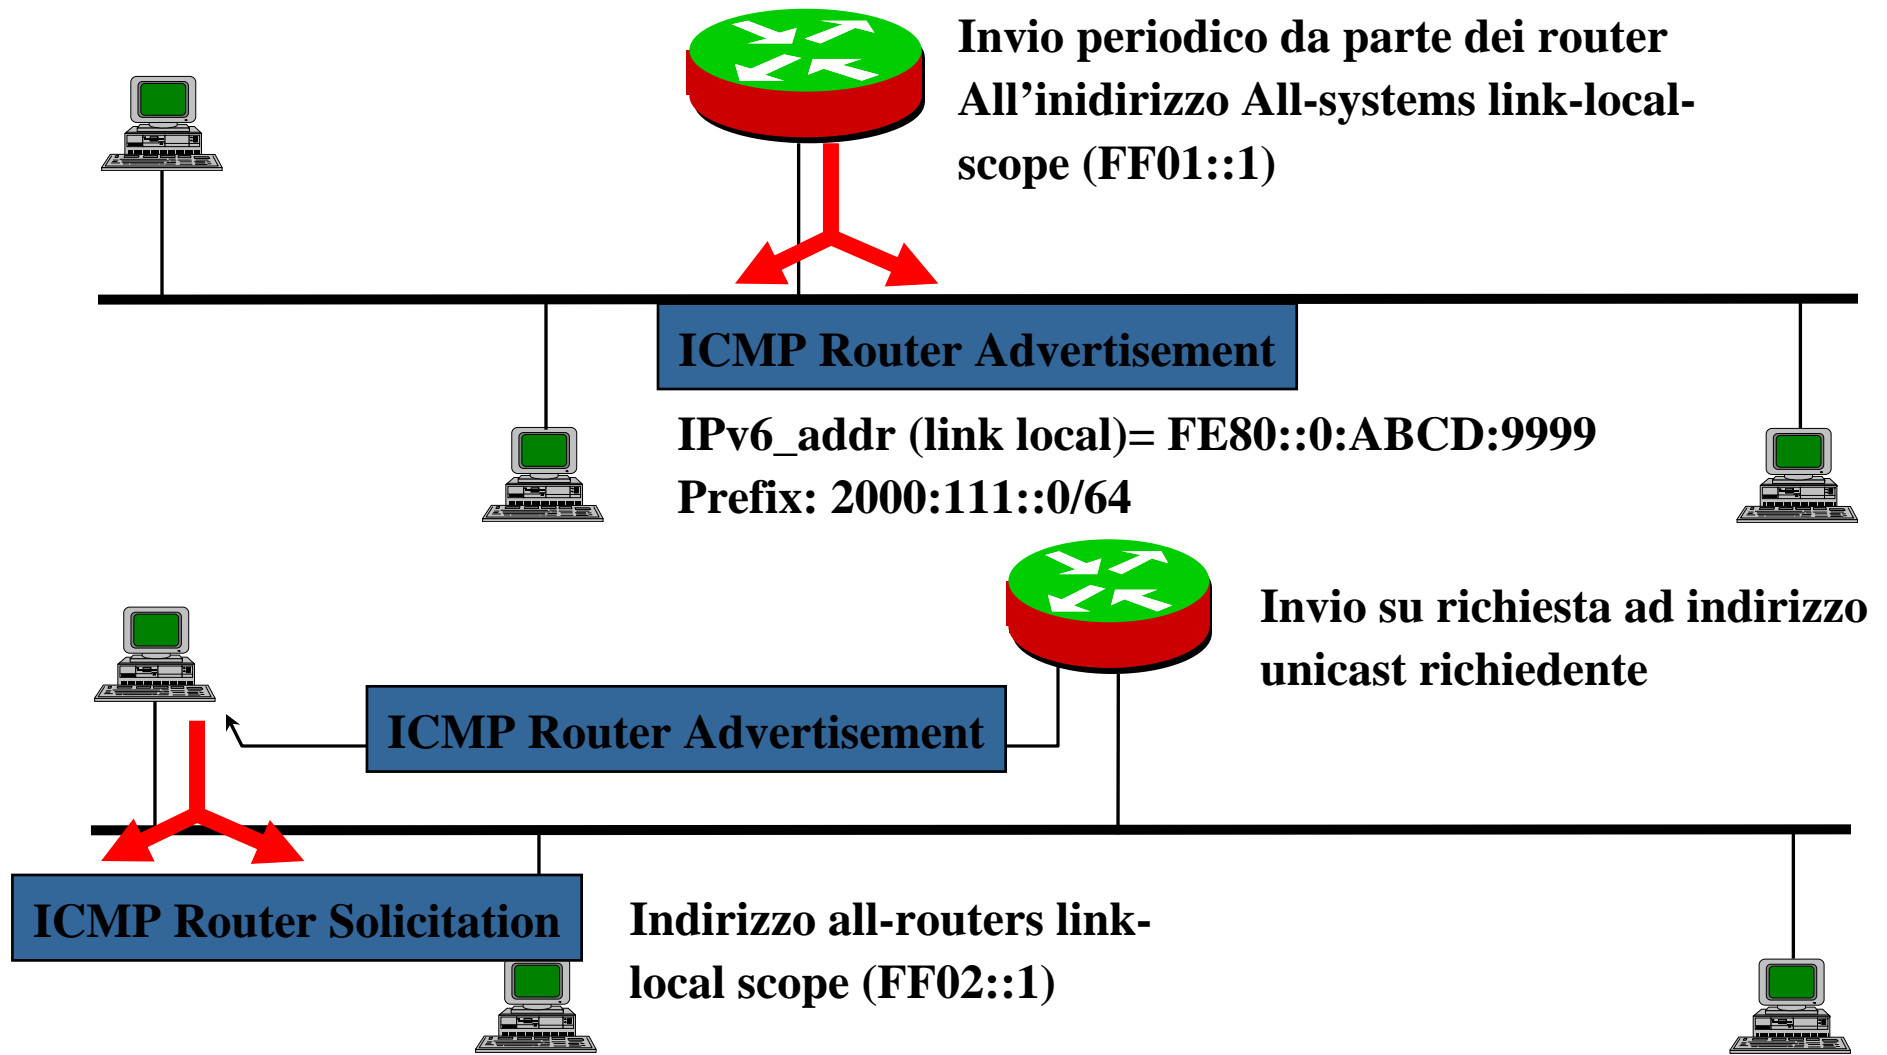 Invio periodico da parte dei router
All’inidirizzo All-systems link-local-
scope (FF01::1)
ICMP Router Advertisement
IPv6_addr (link local)= FE80::0:ABCD:9999
Prefix: 2000:111::0/64
Invio su richiesta ad indirizzo
unicast richiedente
ICMP Router Advertisement
ICMP Router Solicitation
Indirizzo all-routers link-
local scope (FF02::1)